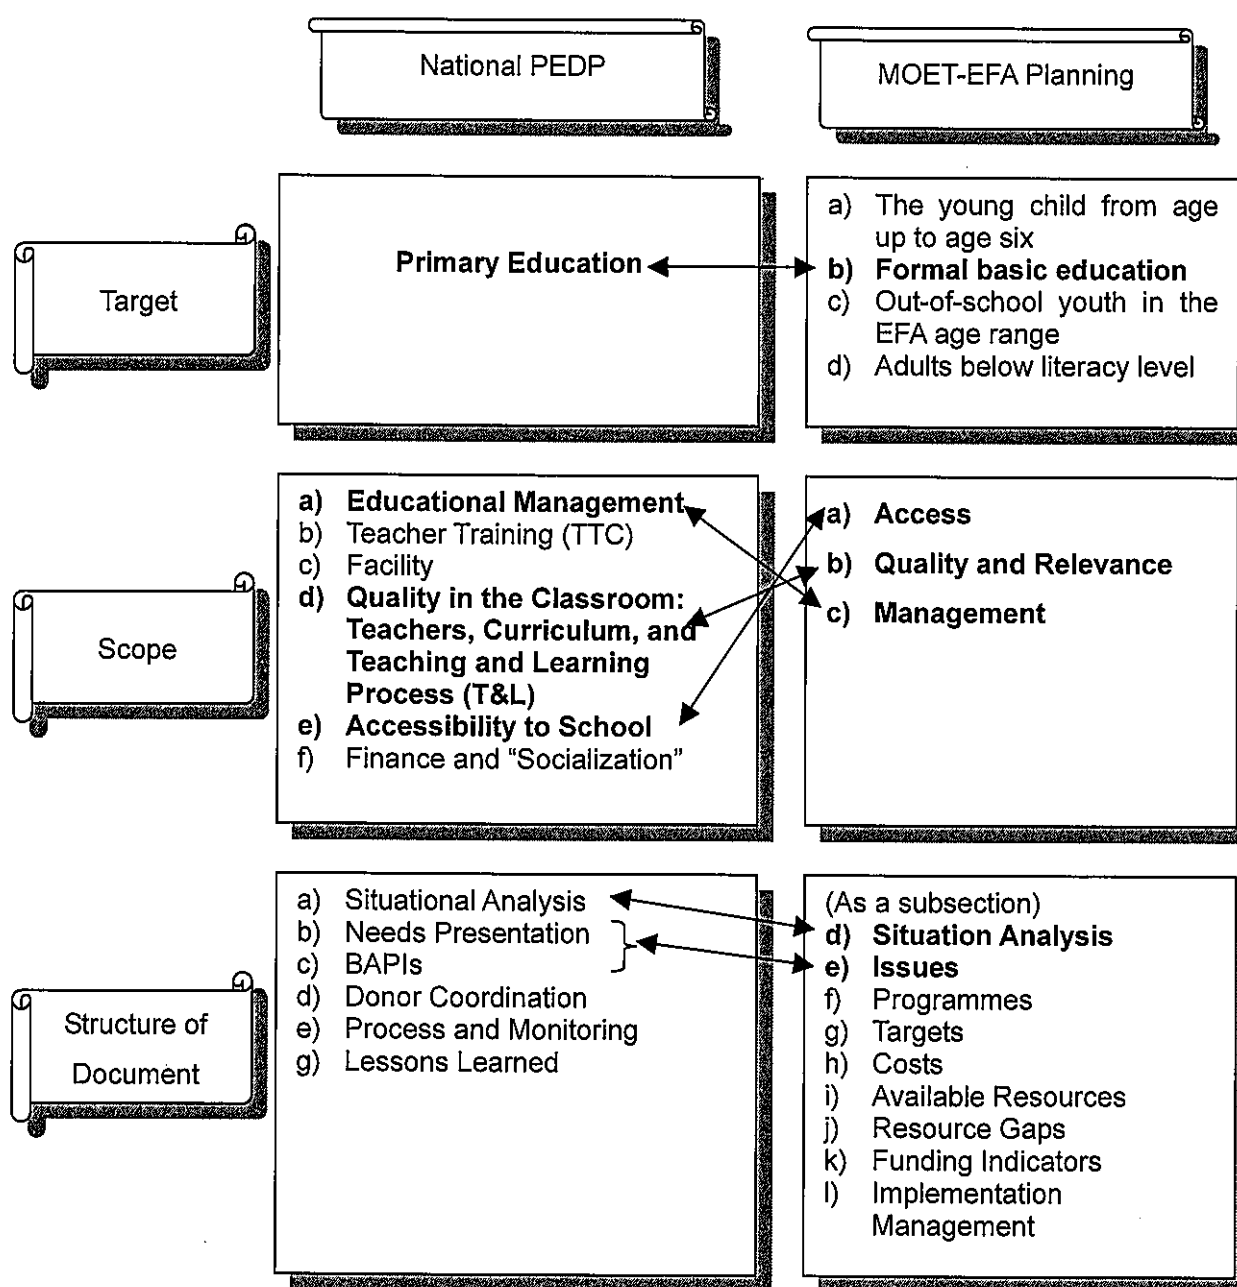 National PEDP
MOET-EFA Planning
Target
Primary Education
a) The young child from age
up to age six
b) Formal basic education
c) Out-of-school youth in the
EFA age range
d) Adults below literacy level
Scope
a) Educational Management
b) Teacher Training (TTC)
c) Facility
d) Quality in the Classroom:
Teachers, Curriculum, and
Teaching and Learning
Process (T&L)
e) Accessibility to School
f) Finance and “Socialization”
a) Access
b) Quality and Relevance
c) Management
Structure of
Document
a) Situational Analysis
b) Needs Presentation
c) BAPIs
d) Donor Coordination
e) Process and Monitoring
g) Lessons Learned
(As a subsection)
d) Situation Analysis
e) Issues
f) Programmes
g) Targets
h) Costs
i) Available Resources
j) Resource Gaps
k) Funding Indicators
l) Implementation
Management